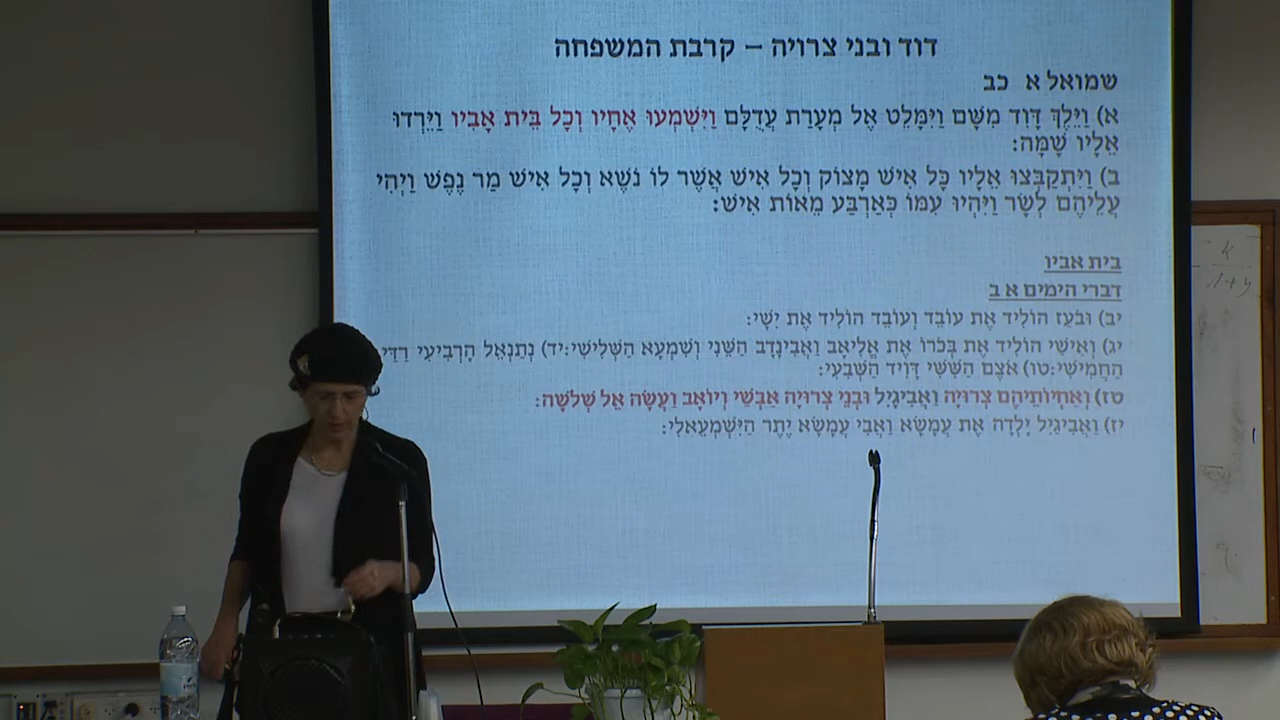 דוד ובני צרויה – קרבת המשפחה
שמואל א כב
א) וַיֵּלֶךְ דָּוִד מִשָּׁם וַיִּמָּלֵט אֶל מְעָרַת עֲדֻלָּם וַיִּשְׁמְעוּ אֶחָיו וְכָל בֵּית אָבִיו וַיֵּרְדוּ
אֵלָיו שָׁמָּה:
ב) וַיִּתְקַבְּצוּ אֵלָיו כָּל אִישׁ מָצוֹק וְכָל אִישׁ אֲשֶׁר לוֹ נֹשֶׁא וְכָל אִישׁ מַר נֶפֶשׁ וַיְהִי
עֲלֵיהֶם לְשָׂר וַיִּהְיוּ עִמּוֹ כְּאַרְבַּע מֵאוֹת אִישׁ:
בית אביו
דברי הימים א ב
יב) וּבֹעַז הוֹלִיד אֶת עוֹבֵד וְעוֹבֵד הוֹלִיד אֶת יִשָׁי:
יג) וְאִישַׁי הוֹלִיד אֶת בְּכֹרוֹ אֶת אֱלִיאָב וַאֲבִינָדָב הַשֵּׁנִי וְשִׁמְעָא הַשְּׁלִישִׁי:יד) נְתַנְאֵל הָרְבִיעִי רַדַּי
הַחֲמִישִׁי:טו) אֹצֶם הַשִּׁשִּׁי דָּוִיד הַשְּׁבִעִי:
טז) וְאַחְיוֹתֵיהֶם צְרוּיָה וַאֲבִיגָיִל וּבְנֵי צְרוּיָה אַבְשַׁי וְיוֹאָב וַעֲשָׂה אֵל שְׁלֹשָׁה:
יז) וַאֲבִיגַיִל יָלְדָה אֶת עֲמָשָׂא וַאֲבִי עֲמָשָׂא יֶתֶר הַיִּשְׁמְעֵאלִי: